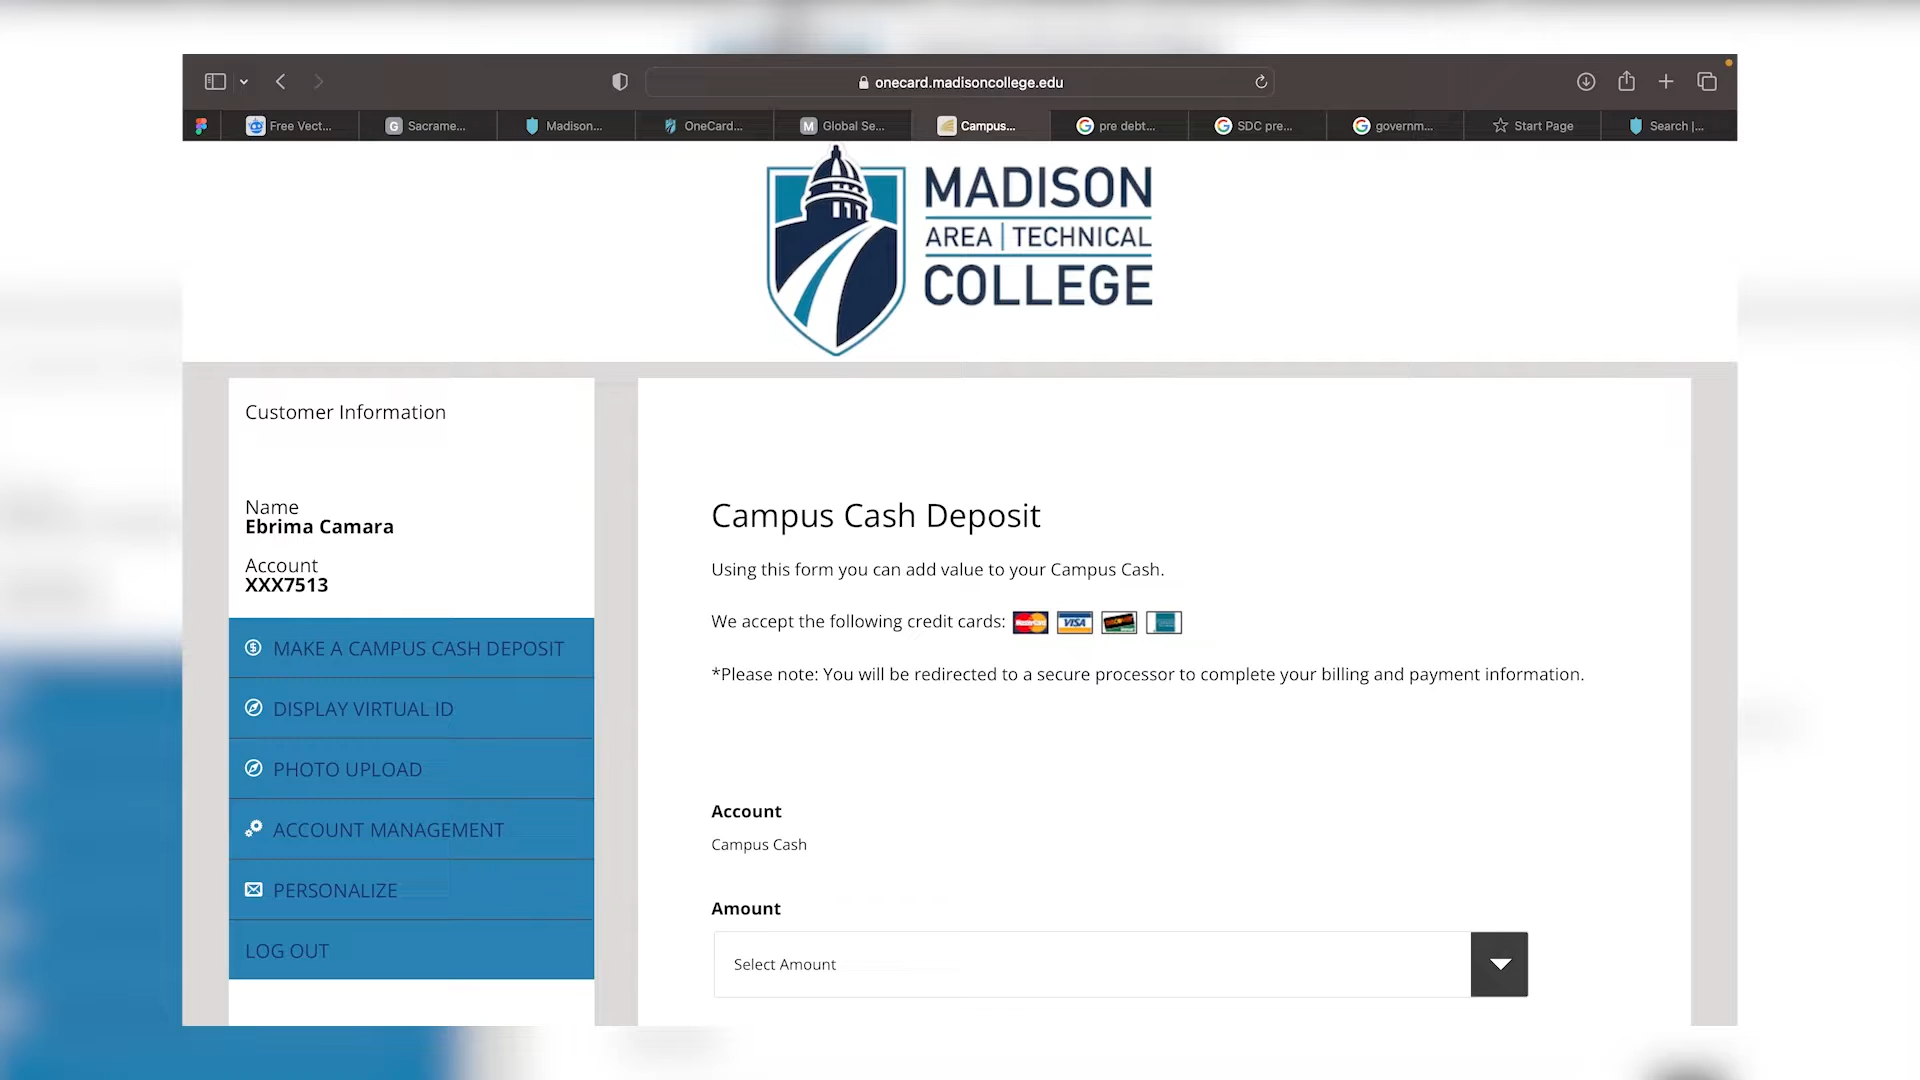 onecard.madisoncollege.edu
Free Vect...
Sacrame...
Madison...
OneCard...
Global Se...
Campus...
pre debt...
SDC pre...
governm...
Start Page
Search |...
MADISON
AREA | TECHNICAL
COLLEGE
Customer Information
Name
Ebrima Camara
Account
XXX7513
MAKE A CAMPUS CASH DEPOSIT
DISPLAY VIRTUAL ID
PHOTO UPLOAD
ACCOUNT MANAGEMENT
PERSONALIZE
LOG OUT
Campus Cash Deposit
Using this form you can add value to your Campus Cash.
We accept the following credit cards: MasterCard VISA DISCOVER
*Please note: You will be redirected to a secure processor to complete your billing and payment information.
Account
Campus Cash
Amount
Select Amount